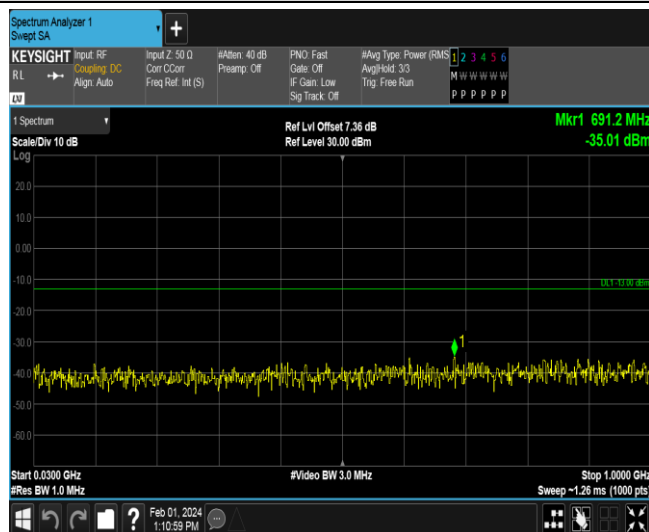 Spectrum Analyzer 1
Swept SA
+
KEYSIGHT Input: RF Input Z: 50 Ω #Atten: 40 dB PNO: Fast #Avg Type: Power (RMS 1 2 3 4 5 6
RL Coupling: DC Corr CCorr Preamp: Off Gate: Off Avg|Hold: 3/3 M W W W W W
Align: Auto Freq Ref: Int (S) IF Gain: Low Trig: Free Run
Sig Track: Off P P P P P P
LXI
1 Spectrum Ref Lvl Offset 7.36 dB Mkr1 691.2 MHz
Scale/Div 10 dB Ref Level 30.00 dBm -35.01 dBm
Log
20.0
10.0
0.00
-10.0 DL1 -13.00 dBm
-20.0
-30.0
1
-40.0
-50.0
-60.0
Start 0.0300 GHz #Video BW 3.0 MHz Stop 1.0000 GHz
#Res BW 1.0 MHz Sweep ~1.26 ms (1000 pts)
? Feb 01, 2024
1:10:59 PM